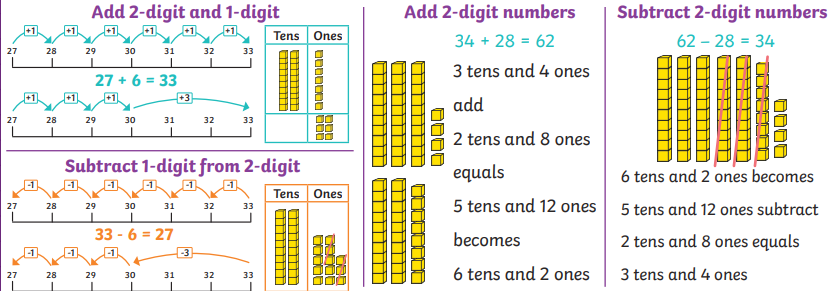 Add 2-digit and 1-digit
+1 +1 +1 +1 +1 +1
27 28 29 30 31 32 33
27 + 6 = 33
+1 +1 +1 +3
27 28 29 30 31 32 33
Tens Ones
Subtract 1-digit from 2-digit
-1 -1 -1 -1 -1 -1
27 28 29 30 31 32 33
33 - 6 = 27
-1 -1 -1 -3
27 28 29 30 31 32 33
Tens Ones
Add 2-digit numbers
34 + 28 = 62
3 tens and 4 ones
add
2 tens and 8 ones
equals
5 tens and 12 ones
becomes
6 tens and 2 ones
Subtract 2-digit numbers
62 – 28 = 34
6 tens and 2 ones becomes
5 tens and 12 ones subtract
2 tens and 8 ones equals
3 tens and 4 ones